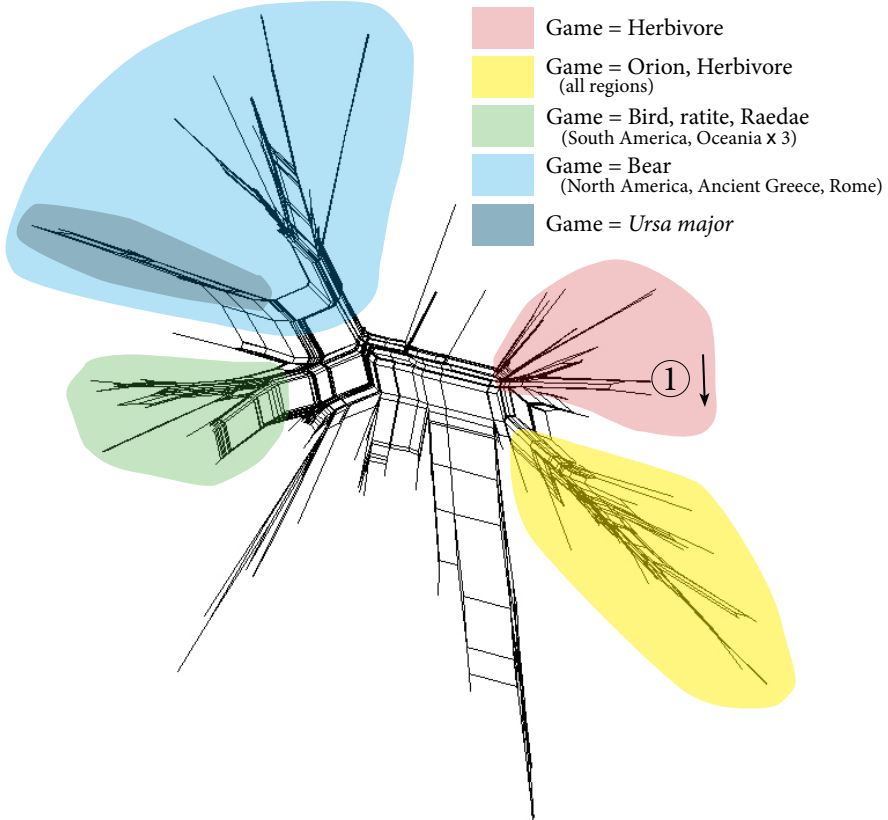 Game = Herbivore
Game = Orion, Herbivore
(all regions)
Game = Bird, ratite, Raedae
(South America, Oceania x 3)
Game = Bear
(North America, Ancient Greece, Rome)
Game = Ursa major
1